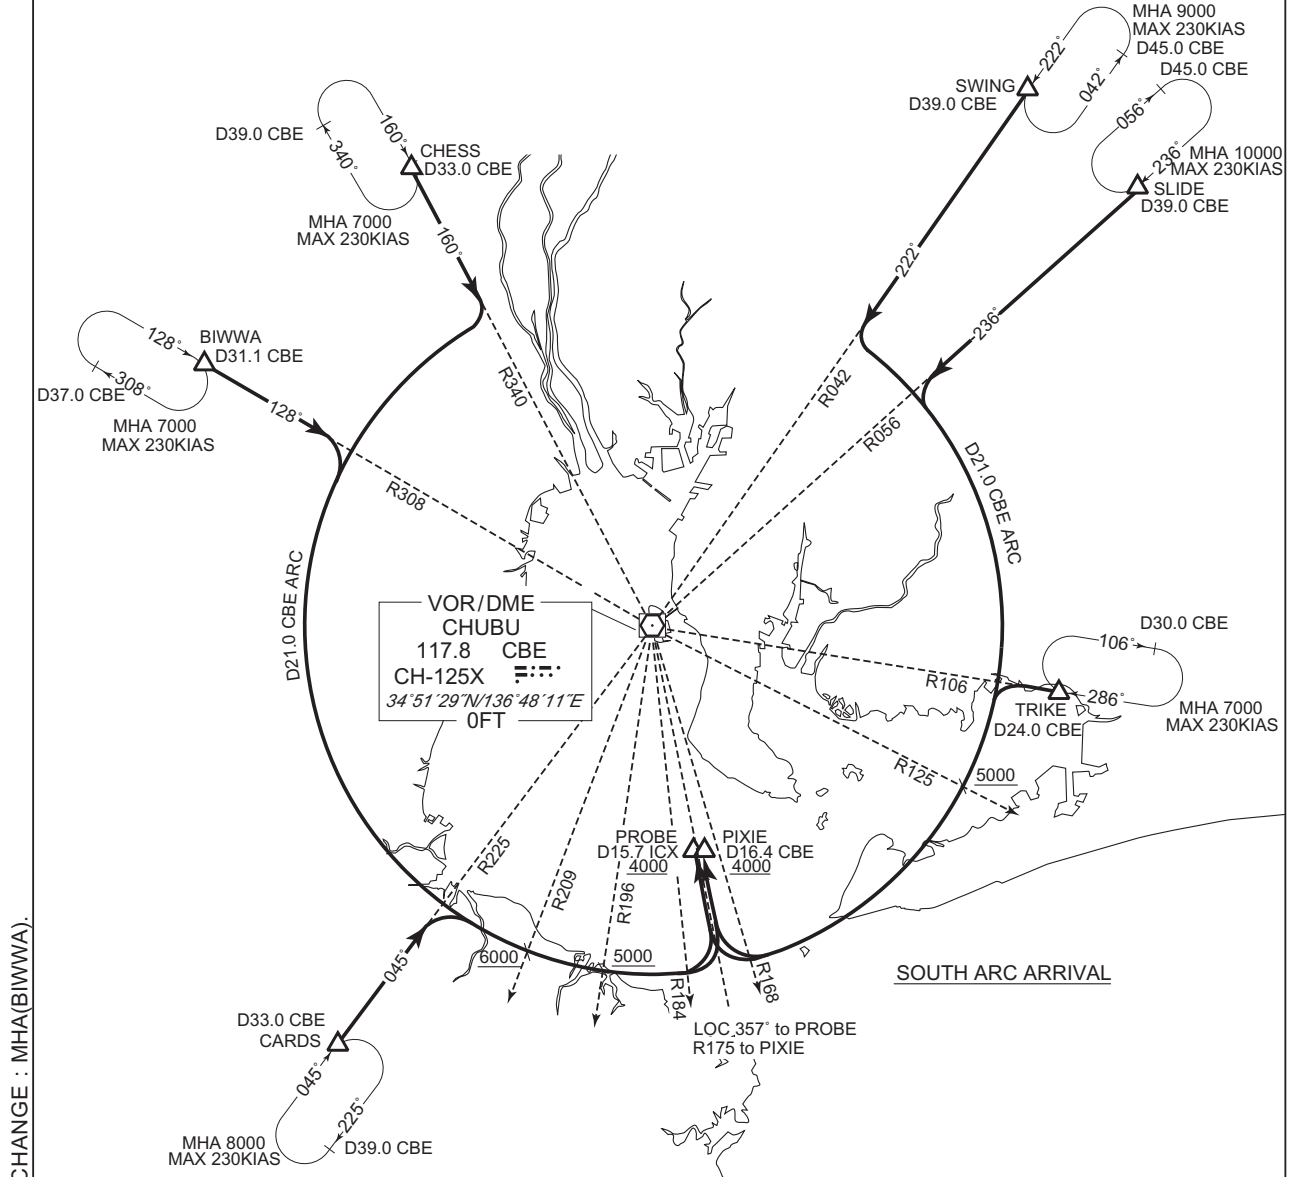 MHA 9000
MAX 230KIAS
D45.0 CBE
222°
042°
SWING
D39.0 CBE
D45.0 CBE
056°
236°
MHA 10000
MAX 230KIAS
SLIDE
D39.0 CBE
D39.0 CBE
160°
340°
CHESS
D33.0 CBE
MHA 7000
MAX 230KIAS
160°
222°
236°
128°
BIWWA
D31.1 CBE
308°
D37.0 CBE
MHA 7000
MAX 230KIAS
128°
R340
R042
R056
R308
D21.0 CBE ARC
D21.0 CBE ARC
VOR/DME
CHUBU
117.8 CBE
CH-125X
34°51′29″N/136°48′11″E
0FT
R106
R125
5000
D30.0 CBE
106°
286°
TRIKE
D24.0 CBE
MHA 7000
MAX 230KIAS
PROBE
D15.7 ICX
4000
PIXIE
D16.4 CBE
4000
R225
R209
R196
R184
R168
6000
5000
045°
SOUTH ARC ARRIVAL
LOC 357° to PROBE
R175 to PIXIE
D33.0 CBE
CARDS
045°
225°
D39.0 CBE
MHA 8000
MAX 230KIAS
CHANGE : MHA(BIWWA).